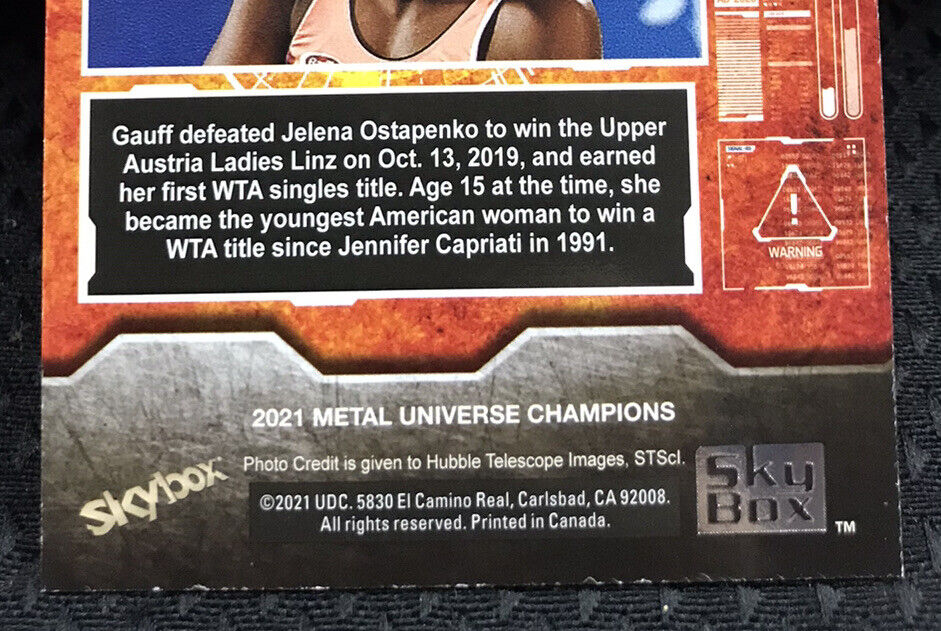 Gauff defeated Jelena Ostapenko to win the Upper
Austria Ladies Linz on Oct. 13, 2019, and earned
her first WTA singles title. Age 15 at the time, she
became the youngest American woman to win a
WTA title since Jennifer Capriati in 1991.
WARNING
2021 METAL UNIVERSE CHAMPIONS
Photo Credit is given to Hubble Telescope Images, STScI.
skybox
©2021 UDC. 5830 El Camino Real, Carlsbad, CA 92008.
All rights reserved. Printed in Canada.
Sky
Box
TM